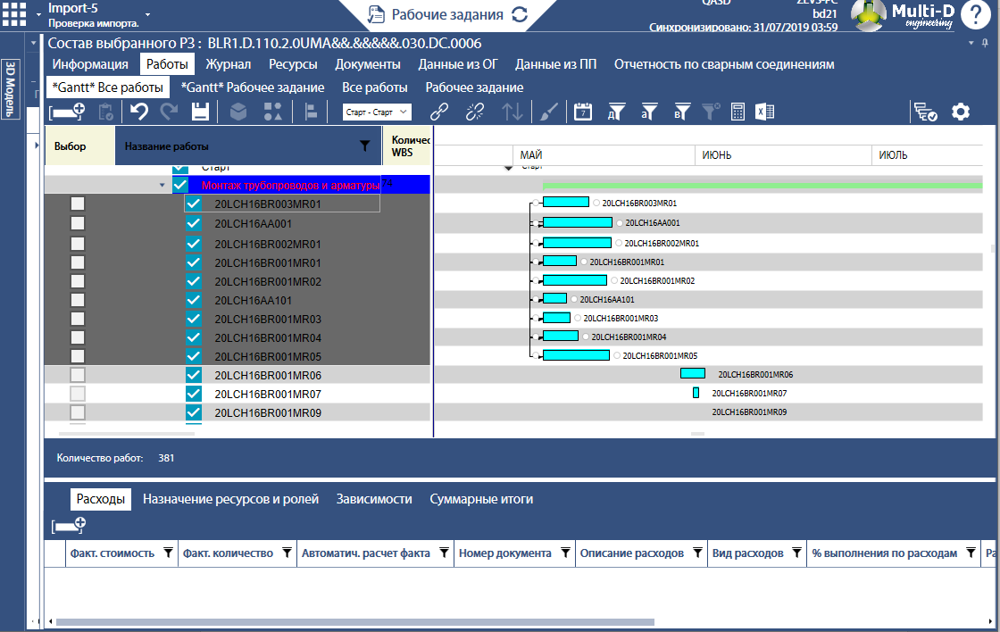 Import-5
Проверка импорта.
Рабочие задания
bd21
Синхронизировано: 31/07/2019 03:59
Multi-D
engineering
?
3D Модель
Состав выбранного РЗ : BLR1.D.110.2.0UMA&&.&&&&&.030.DC.0006
Информация Работы Журнал Ресурсы Документы Данные из ОГ Данные из ПП Отчетность по сварным соединениям
*Gantt* Все работы *Gantt* Рабочее задание Все работы Рабочее задание
Старт - Старт
Выбор Название работы Количес
WBS
МАЙ ИЮНЬ ИЮЛЬ
Старт Старт
Монтаж трубопроводов и арматуры
20LCH16BR003MR01 20LCH16BR003MR01
20LCH16AA001 20LCH16AA001
20LCH16BR002MR01 20LCH16BR002MR01
20LCH16BR001MR01 20LCH16BR001MR01
20LCH16BR001MR02 20LCH16BR001MR02
20LCH16AA101 20LCH16AA101
20LCH16BR001MR03 20LCH16BR001MR03
20LCH16BR001MR04 20LCH16BR001MR04
20LCH16BR001MR05 20LCH16BR001MR05
20LCH16BR001MR06 20LCH16BR001MR06
20LCH16BR001MR07 20LCH16BR001MR07
20LCH16BR001MR09 20LCH16BR001MR09
Количество работ: 381
Расходы Назначение ресурсов и ролей Зависимости Суммарные итоги
Факт. стоимость Факт. количество Автоматич. расчет факта Номер документа Описание расходов Вид расходов % выполнения по расходам Ра